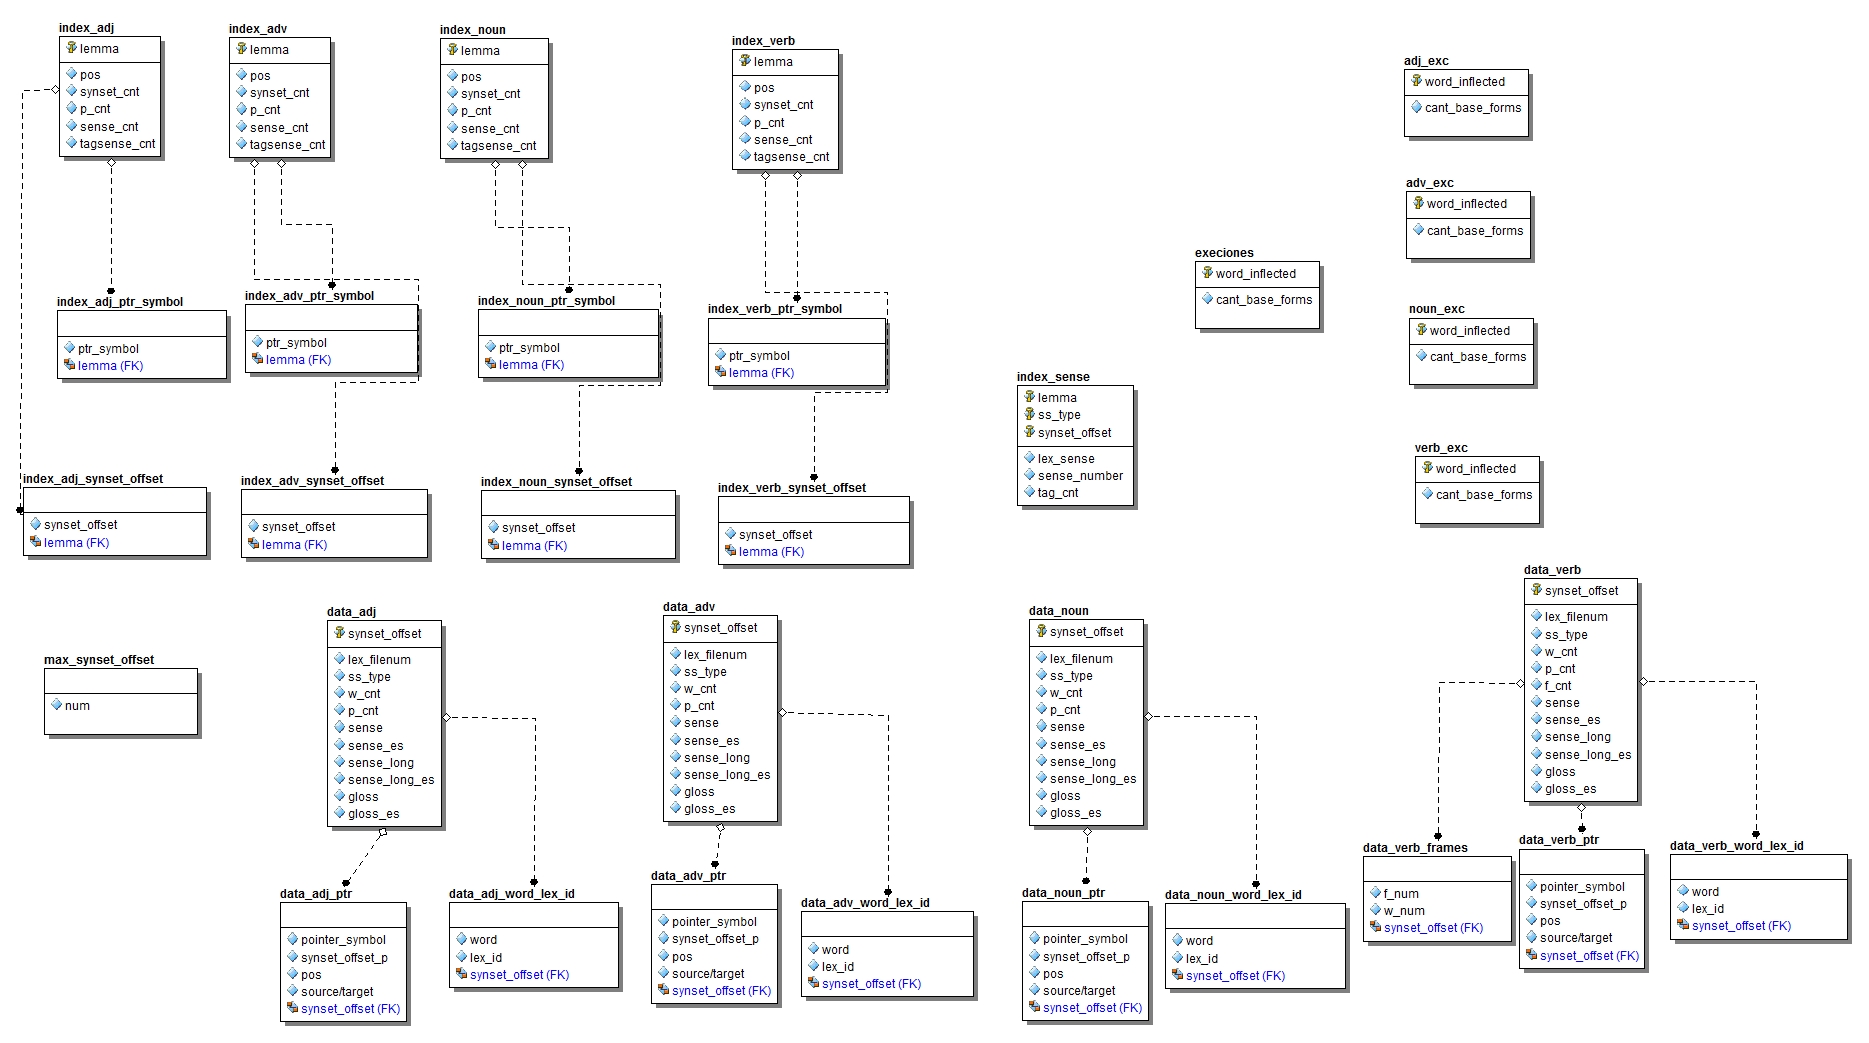 index_adj
lemma
pos
synset_cnt
p_cnt
sense_cnt
tagsense_cnt
index_adv
lemma
pos
synset_cnt
p_cnt
sense_cnt
tagsense_cnt
index_noun
lemma
pos
synset_cnt
p_cnt
sense_cnt
tagsense_cnt
index_verb
lemma
pos
synset_cnt
p_cnt
sense_cnt
tagsense_cnt
adj_exc
word_inflected
cant_base_forms
adv_exc
word_inflected
cant_base_forms
execiones
word_inflected
cant_base_forms
noun_exc
word_inflected
cant_base_forms
verb_exc
word_inflected
cant_base_forms
index_adj_ptr_symbol
ptr_symbol
lemma (FK)
index_adv_ptr_symbol
ptr_symbol
lemma (FK)
index_noun_ptr_symbol
ptr_symbol
lemma (FK)
index_verb_ptr_symbol
ptr_symbol
lemma (FK)
index_sense
lemma
ss_type
synset_offset
lex_sense
sense_number
tag_cnt
index_adj_synset_offset
synset_offset
lemma (FK)
index_adv_synset_offset
synset_offset
lemma (FK)
index_noun_synset_offset
synset_offset
lemma (FK)
index_verb_synset_offset
synset_offset
lemma (FK)
max_synset_offset
num
data_adj
synset_offset
lex_filenum
ss_type
w_cnt
p_cnt
sense
sense_es
sense_long
sense_long_es
gloss
gloss_es
data_adv
synset_offset
lex_filenum
ss_type
w_cnt
p_cnt
sense
sense_es
sense_long
sense_long_es
gloss
gloss_es
data_noun
synset_offset
lex_filenum
ss_type
w_cnt
p_cnt
sense
sense_es
sense_long
sense_long_es
gloss
gloss_es
data_verb
synset_offset
lex_filenum
ss_type
w_cnt
p_cnt
f_cnt
sense
sense_es
sense_long
sense_long_es
gloss
gloss_es
data_adj_ptr
pointer_symbol
synset_offset_p
pos
source/target
synset_offset (FK)
data_adj_word_lex_id
word
lex_id
synset_offset (FK)
data_adv_ptr
pointer_symbol
synset_offset_p
pos
source/target
synset_offset (FK)
data_adv_word_lex_id
word
lex_id
synset_offset (FK)
data_noun_ptr
pointer_symbol
synset_offset_p
pos
source/target
synset_offset (FK)
data_noun_word_lex_id
word
lex_id
synset_offset (FK)
data_verb_frames
f_num
w_num
synset_offset (FK)
data_verb_ptr
pointer_symbol
synset_offset_p
pos
source/target
synset_offset (FK)
data_verb_word_lex_id
word
lex_id
synset_offset (FK)